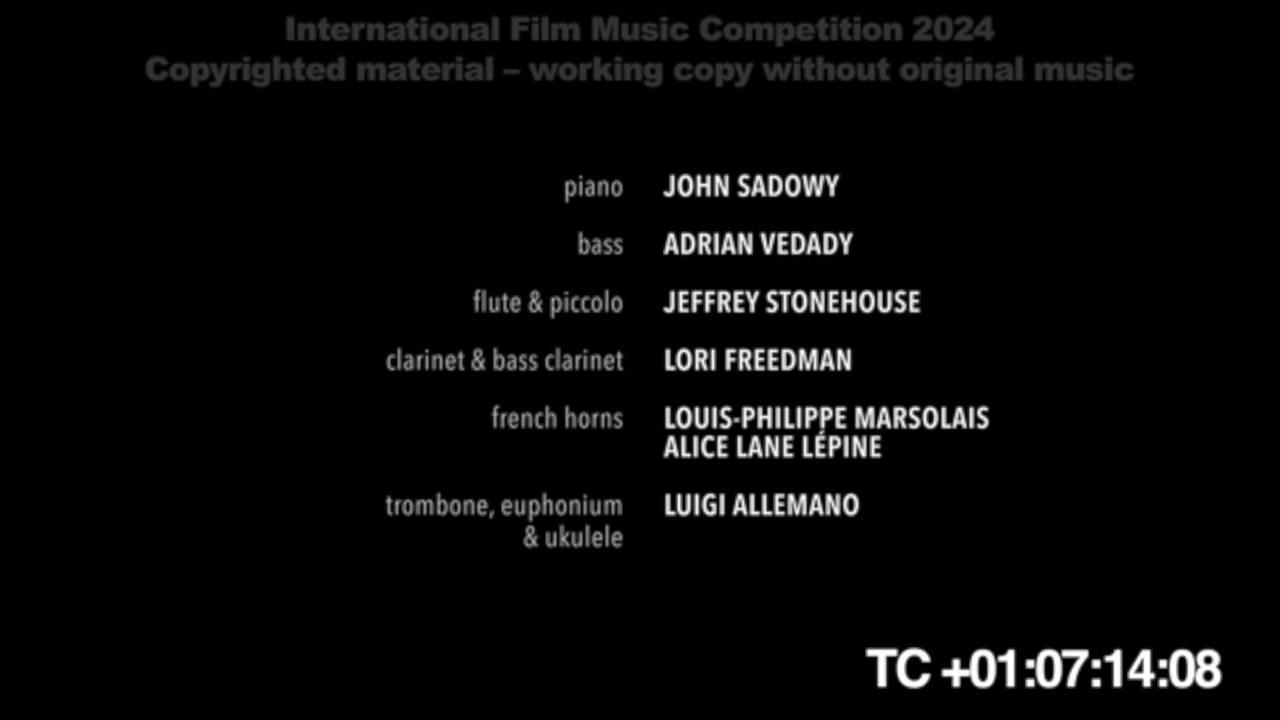 International Film Music Competition 2024
Copyrighted material – working copy without original music
piano JOHN SADOWY
bass ADRIAN VEDADY
flute & piccolo JEFFREY STONEHOUSE
clarinet & bass clarinet LORI FREEDMAN
french horns LOUIS-PHILIPPE MARSOLAIS
ALICE LANE LÉPINE
trombone, euphonium LUIGI ALLEMANO
& ukulele
TC +01:07:14:08